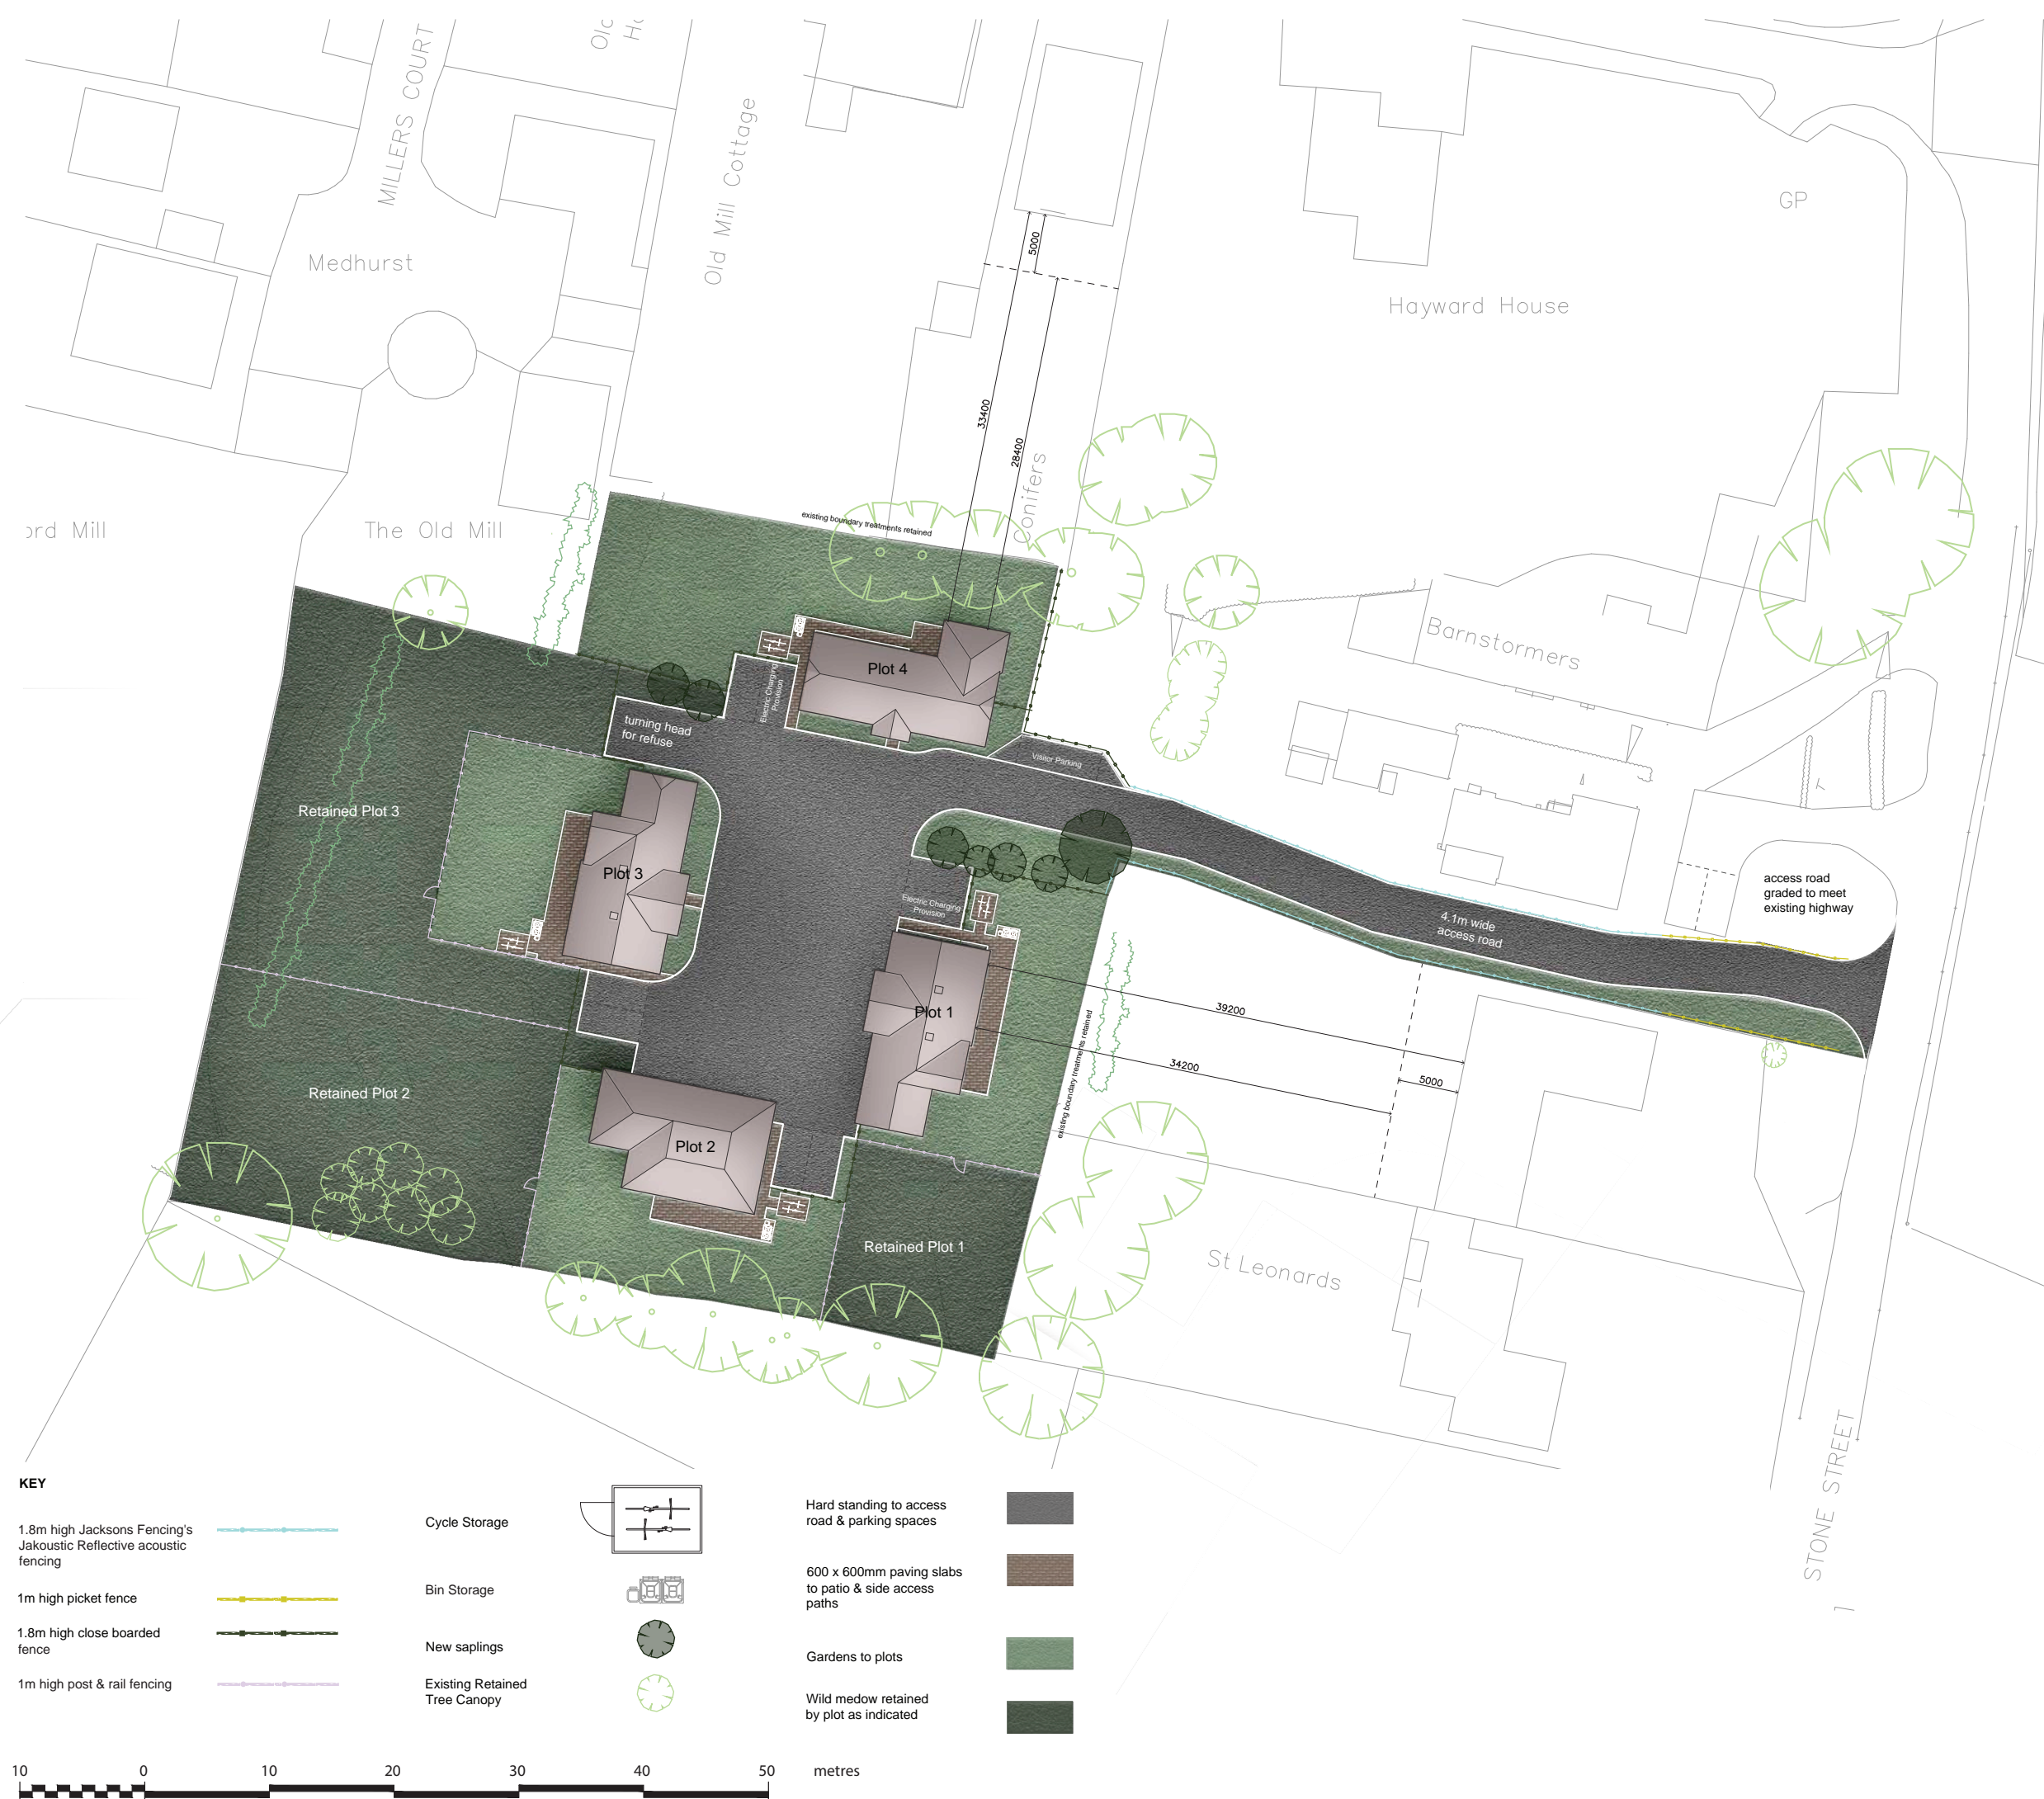 MILLERS COURT
Old Mill Cottage
GP
Medhurst
5000
Hayward House
33400
28400
Conifers
ord Mill
The Old Mill
existing boundary treatments retained
Barnstormers
Plot 4
Electric Charging
Provision
turning head
for refuse
Visitor Parking
Retained Plot 3
Plot 3
Electric Charging
Provision
access road
graded to meet
existing highway
4.1m wide
access road
Plot 1
39200
34200
5000
existing boundary treatments retained
Retained Plot 2
Plot 2
Retained Plot 1
St Leonards
STONE STREET
KEY
1.8m high Jacksons Fencing's
Jakoustic Reflective acoustic
fencing
1m high picket fence
1.8m high close boarded
fence
1m high post & rail fencing
Cycle Storage
Bin Storage
New saplings
Existing Retained
Tree Canopy
Hard standing to access
road & parking spaces
600 x 600mm paving slabs
to patio & side access
paths
Gardens to plots
Wild medow retained
by plot as indicated
10 0 10 20 30 40 50 metres